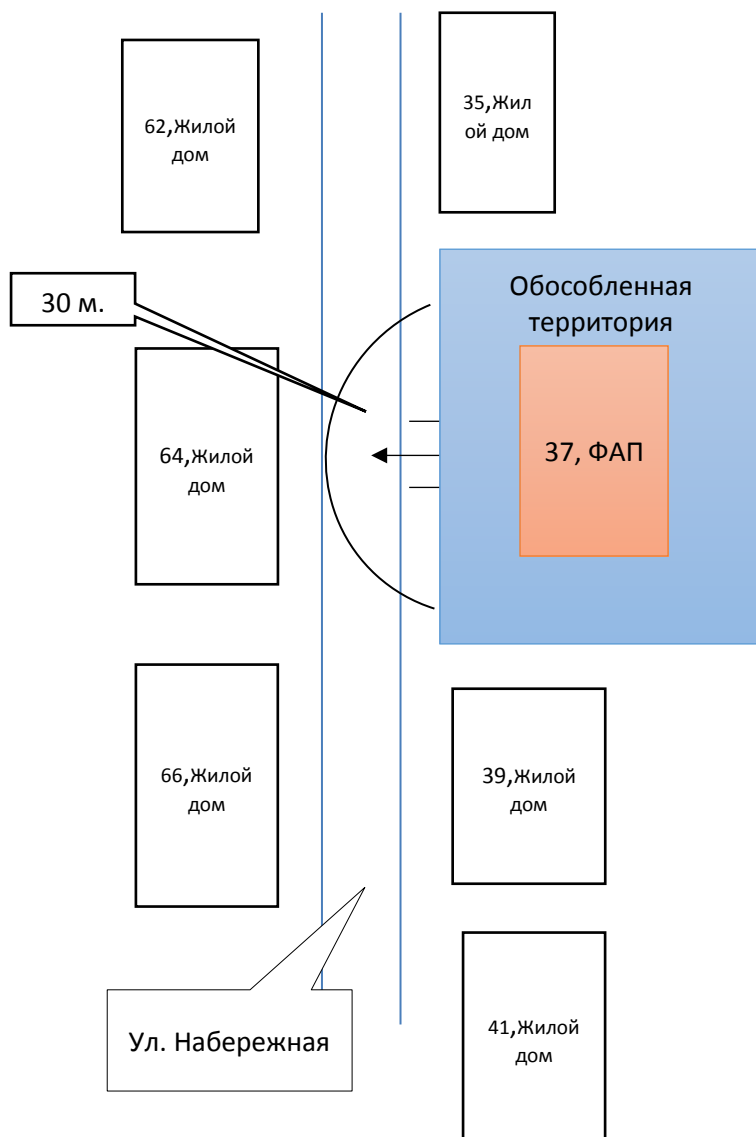 62,Жилой
дом
35,Жил
ой дом
30 м.
Обособленная
территория
64,Жилой
дом
37, ФАП
66,Жилой
дом
39,Жилой
дом
Ул. Набережная
41,Жилой
дом